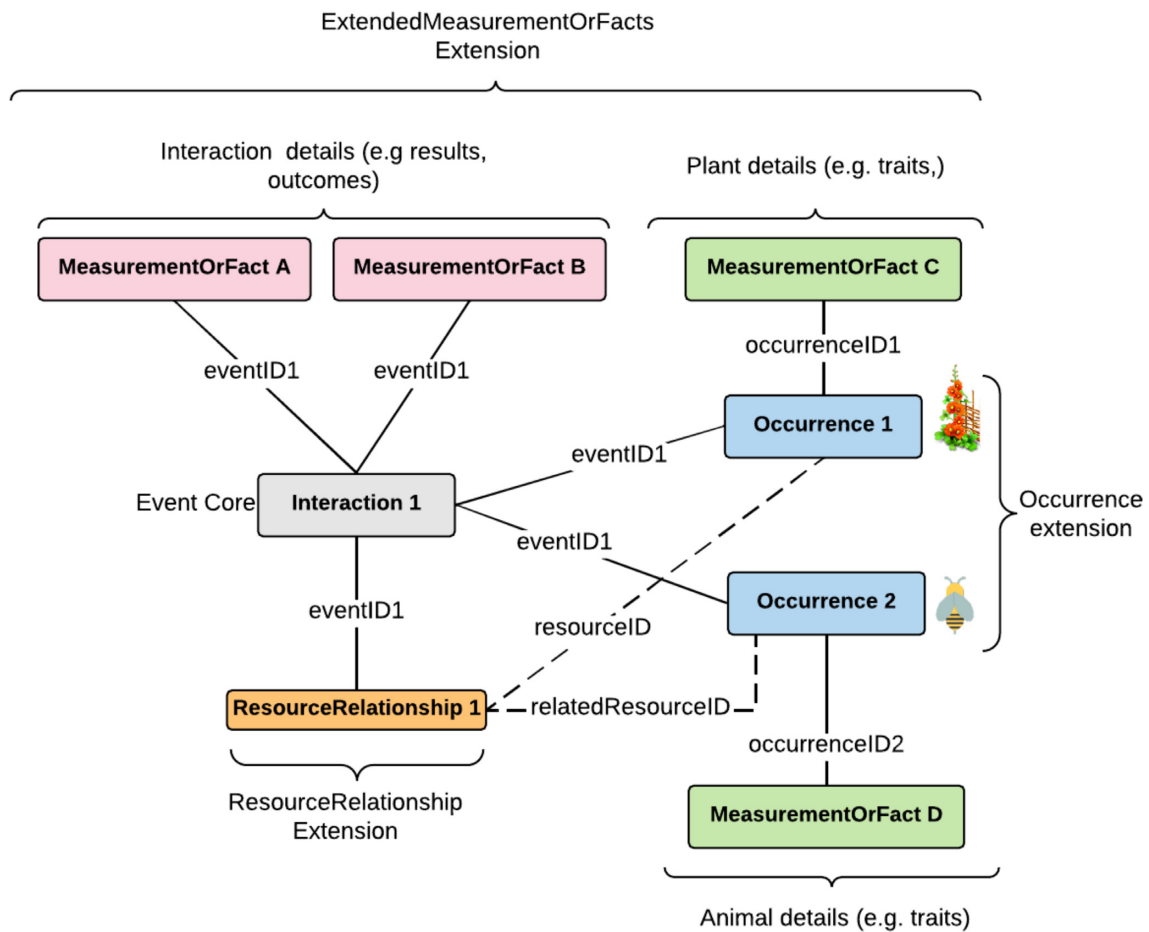 ExtendedMeasurementOrFacts
Extension
Interaction  details (e.g results,
outcomes)
Plant details (e.g. traits,)
MeasurementOrFact A
MeasurementOrFact B
MeasurementOrFact C
occurrenceID1
eventID1
eventID1
Occurrence 1
eventID1
Event Core
Interaction 1
Occurrence
extension
eventID1
Occurrence 2
eventID1
resourceID
ResourceRelationship 1
relatedResourceID
occurrenceID2
ResourceRelationship
Extension
MeasurementOrFact D
Animal details (e.g. traits)